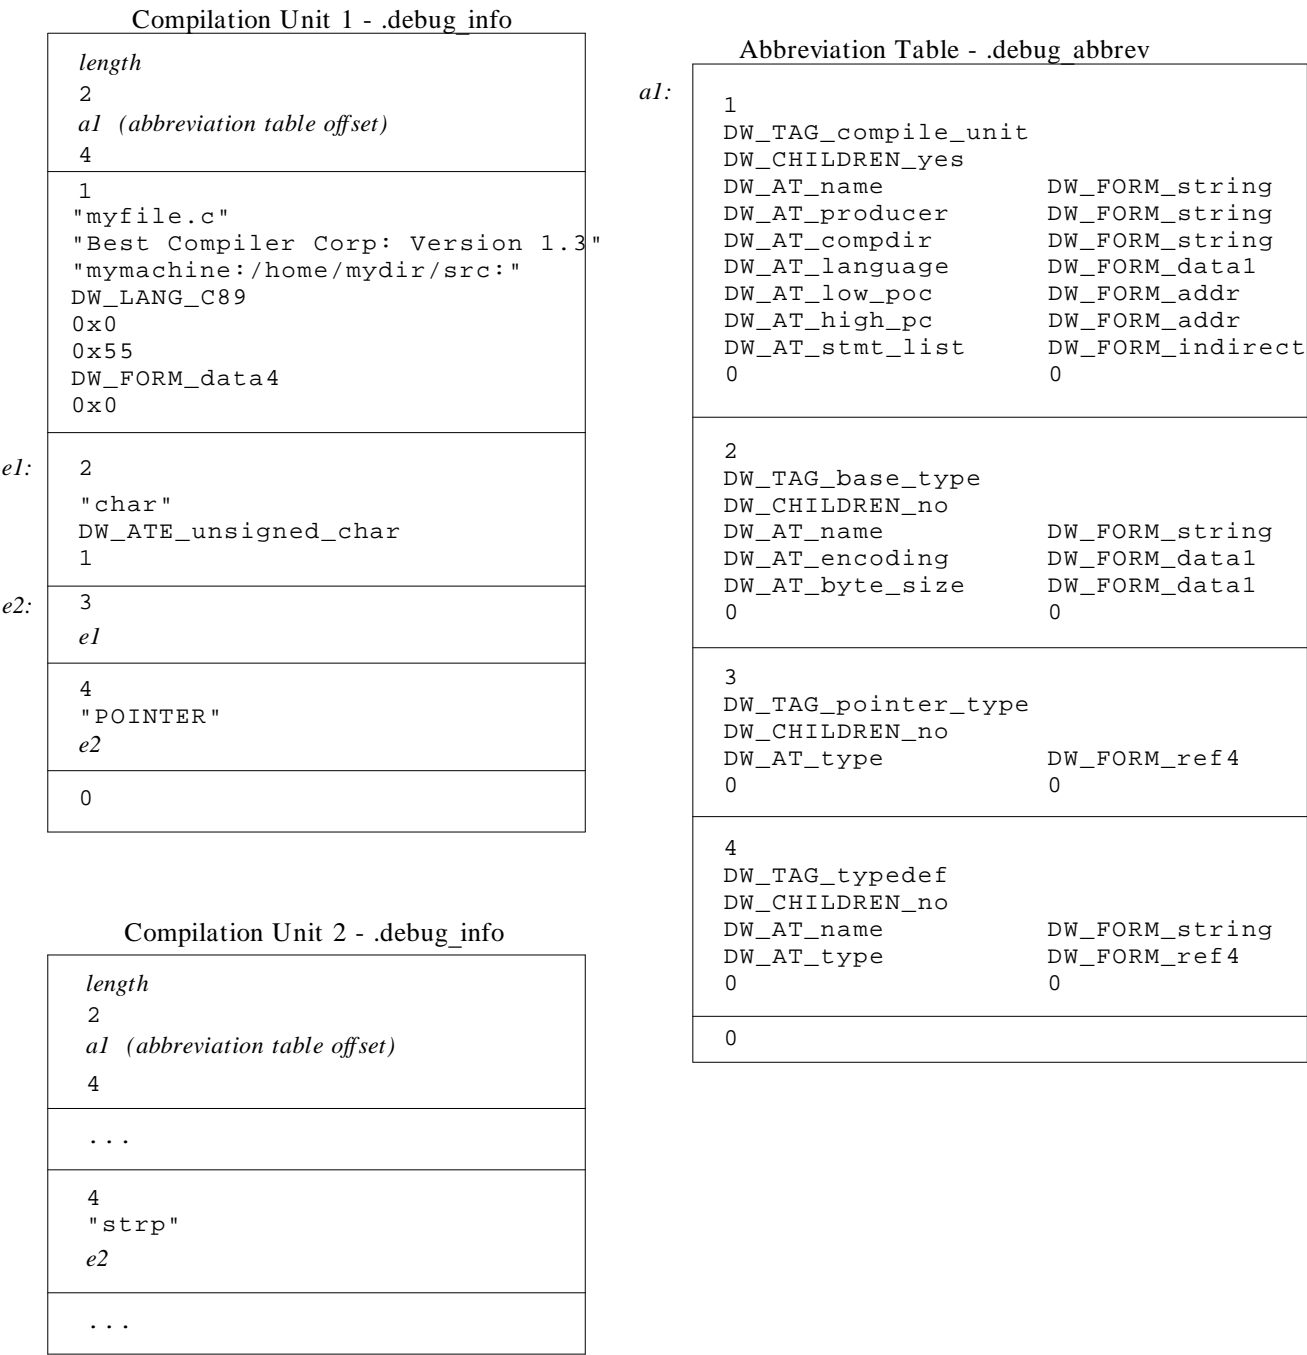 Compilation Unit 1 - .debug_info
length
2
a1 (abbreviation table offset)
4
1
"myfile.c"
"Best Compiler Corp: Version 1.3"
"mymachine:/home/mydir/src:"
DW_LANG_C89
0x0
0x55
DW_FORM_data4
0x0
e1:
2
"char"
DW_ATE_unsigned_char
1
e2:
3
e1
4
"POINTER"
e2
0
Compilation Unit 2 - .debug_info
length
2
a1 (abbreviation table offset)
4
...
4
"strp"
e2
...
Abbreviation Table - .debug_abbrev
a1:
1
DW_TAG_compile_unit
DW_CHILDREN_yes
DW_AT_name DW_FORM_string
DW_AT_producer DW_FORM_string
DW_AT_compdir DW_FORM_string
DW_AT_language DW_FORM_data1
DW_AT_low_poc DW_FORM_addr
DW_AT_high_pc DW_FORM_addr
DW_AT_stmt_list DW_FORM_indirect
0 0
2
DW_TAG_base_type
DW_CHILDREN_no
DW_AT_name DW_FORM_string
DW_AT_encoding DW_FORM_data1
DW_AT_byte_size DW_FORM_data1
0 0
3
DW_TAG_pointer_type
DW_CHILDREN_no
DW_AT_type DW_FORM_ref4
0 0
4
DW_TAG_typedef
DW_CHILDREN_no
DW_AT_name DW_FORM_string
DW_AT_type DW_FORM_ref4
0 0
0